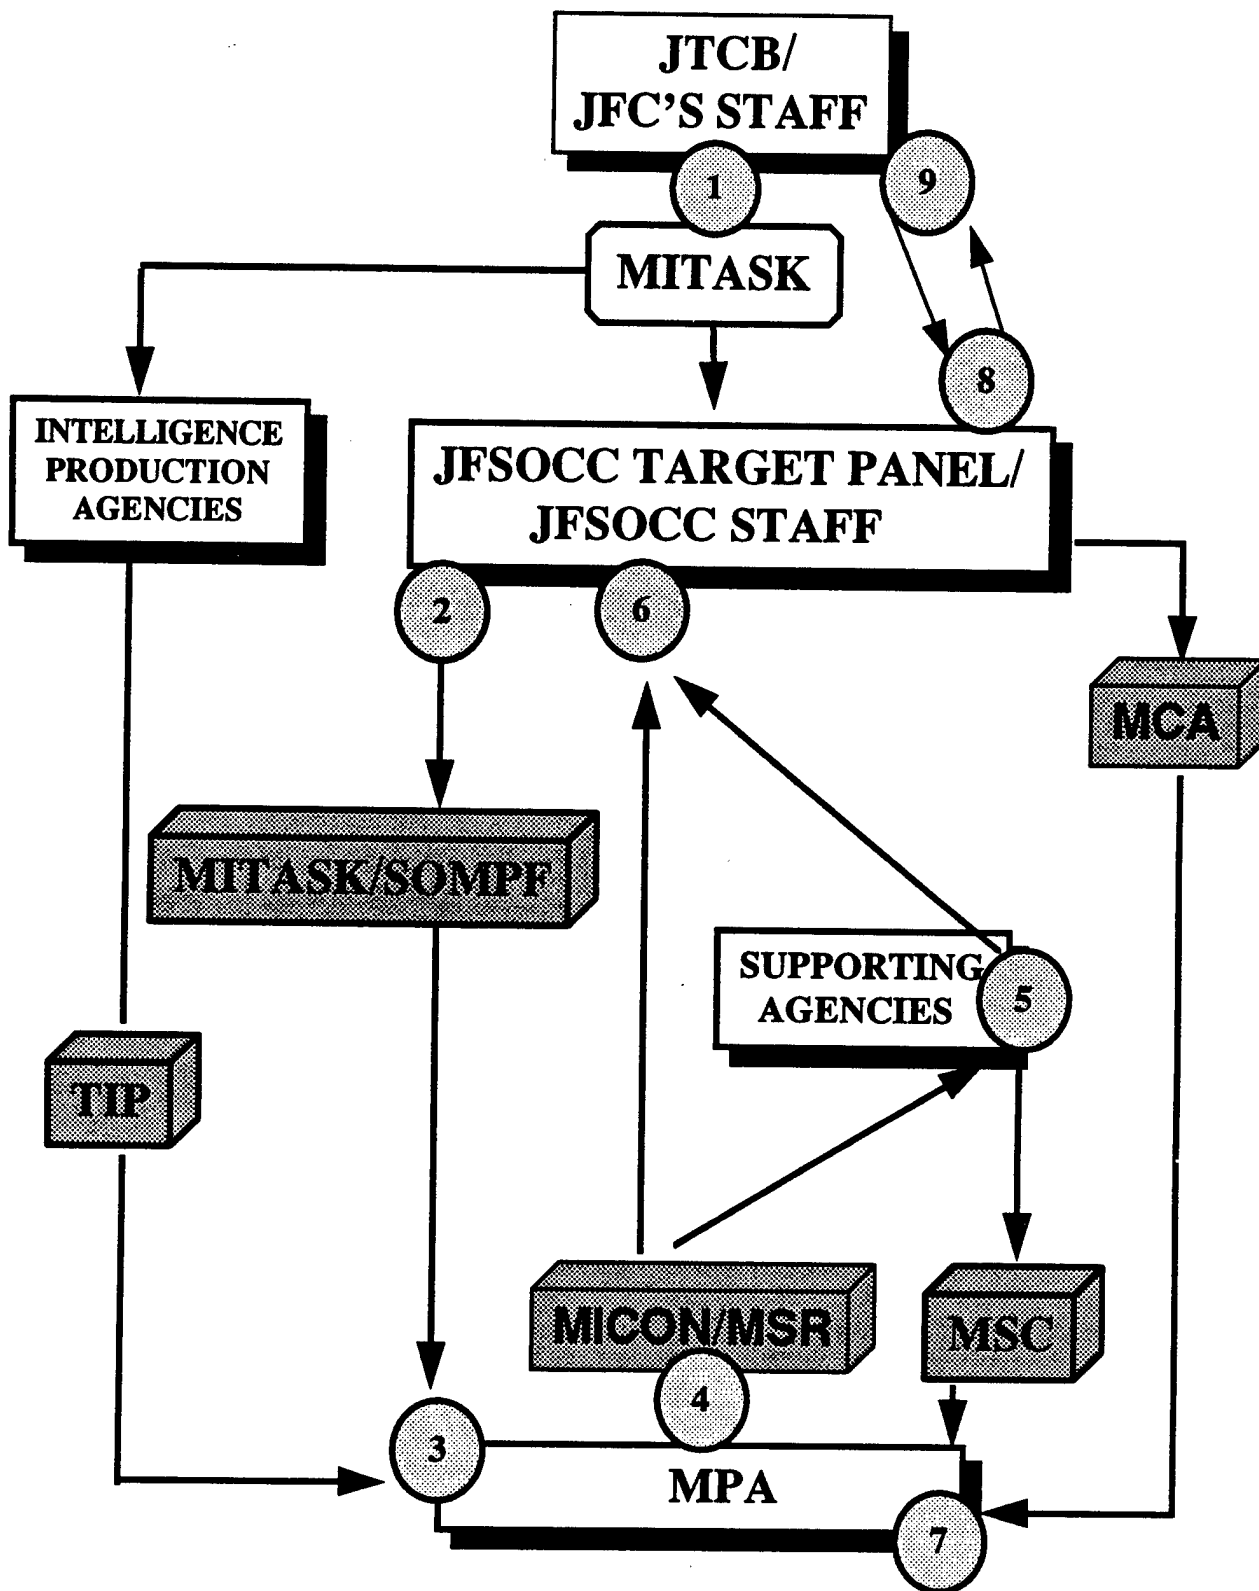 JTCB/
JFC'S STAFF
1
9
MITASK
8
INTELLIGENCE
PRODUCTION
AGENCIES
JFSOCC TARGET PANEL/
JFSOCC STAFF
2
6
MCA
MITASK/SOMPF
SUPPORTING
AGENCIES
5
TIP
MICON/MSR
MSC
4
3
MPA
7